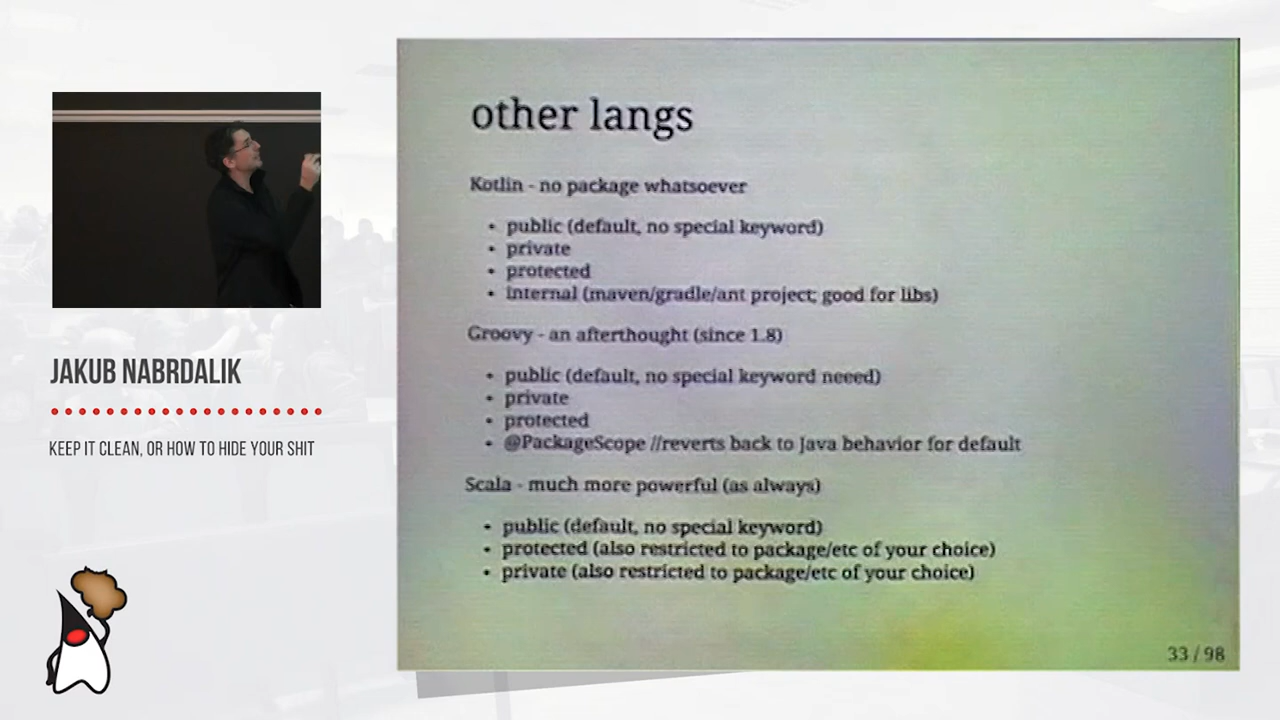 other langs
Kotlin - no package whatsoever
• public (default, no special keyword)
• private
• protected
• internal (maven/gradle/ant project; good for libs)
Groovy - an afterthought (since 1.8)
• public (default, no special keyword neeed)
• private
• protected
• @PackageScope //reverts back to Java behavior for default
Scala - much more powerful (as always)
• public (default, no special keyword)
• protected (also restricted to package/etc of your choice)
• private (also restricted to package/etc of your choice)
33 / 98
JAKUB NABRDALIK
KEEP IT CLEAN, OR HOW TO HIDE YOUR SHIT